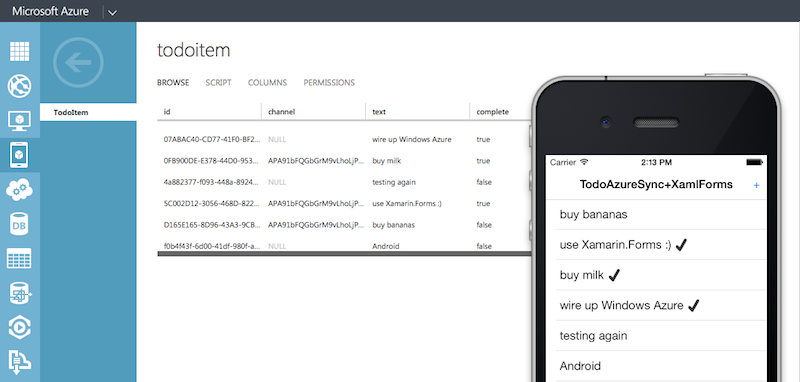 Microsoft Azure
todoitem
BROWSE SCRIPT COLUMNS PERMISSIONS
TodoItem
id channel text complete
07ABAC40-CD77-41F0-BF2... NULL wire up Windows Azure true
0FB900DE-E378-44D0-953... APA91bFQGbGrM9vLhoLjP... buy milk true
4a882377-f093-448a-8924... NULL testing again false
5C002D12-3056-468D-822... APA91bFQGbGrM9vLhoLjP... use Xamarin.Forms :) true
D165E165-8D96-43A3-9CB... APA91bFQGbGrM9vLhoLjP... buy bananas false
f0b4f43f-6d00-41df-980f-a... NULL Android false
DB
Carrier 2:13 PM
TodoAzureSync+XamlForms +
buy bananas
use Xamarin.Forms :) ✔
buy milk ✔
wire up Windows Azure ✔
testing again
Android